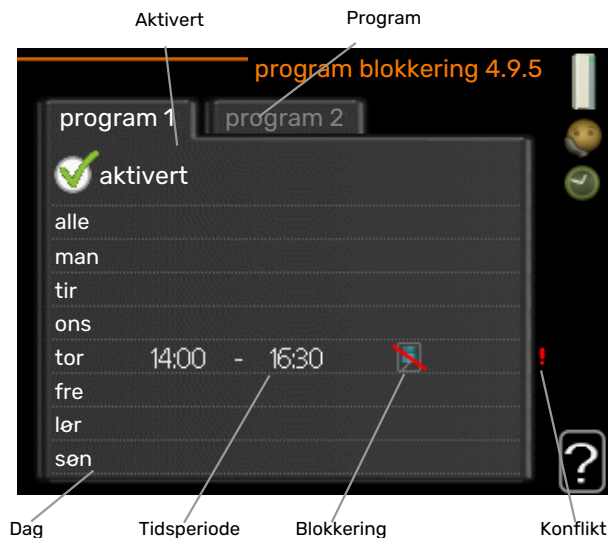 Aktivert Program
program blokkering 4.9.5
program 1 program 2
aktivert
alle
man
tir
ons
tor 14:00 - 16:30 !
fre
lør
søn
?
Dag Tidsperiode Blokkering Konflikt